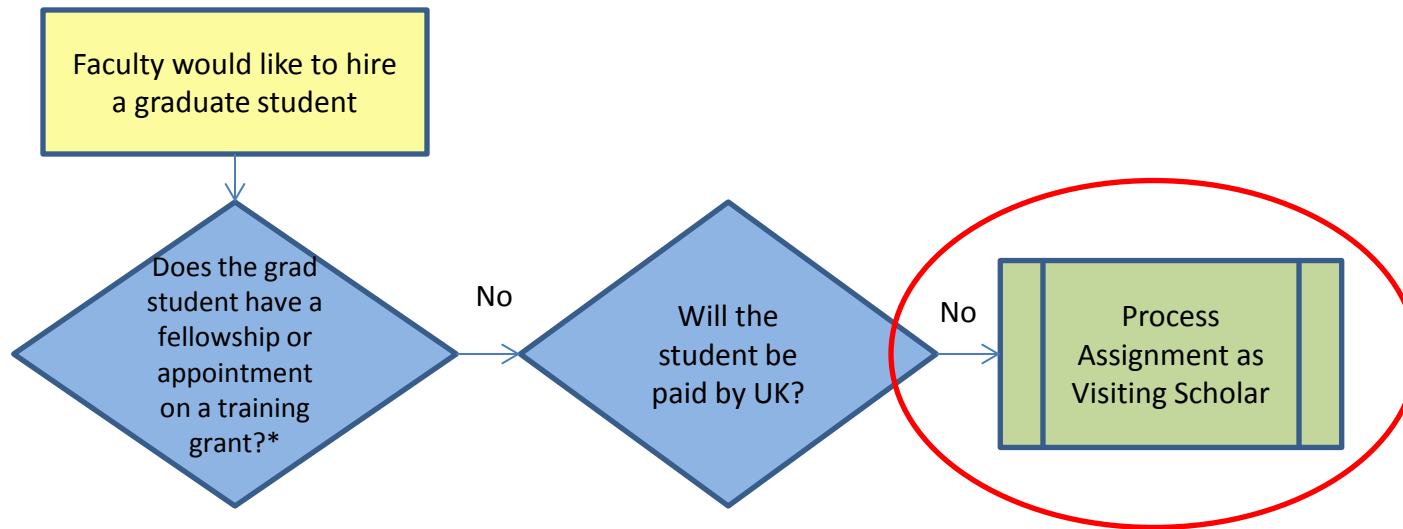 Faculty would like to hire
a graduate student
Does the grad
student have a
fellowship or
appointment
on a training
grant?*
No
Will the
student be
paid by UK?
No
Process
Assignment as
Visiting Scholar